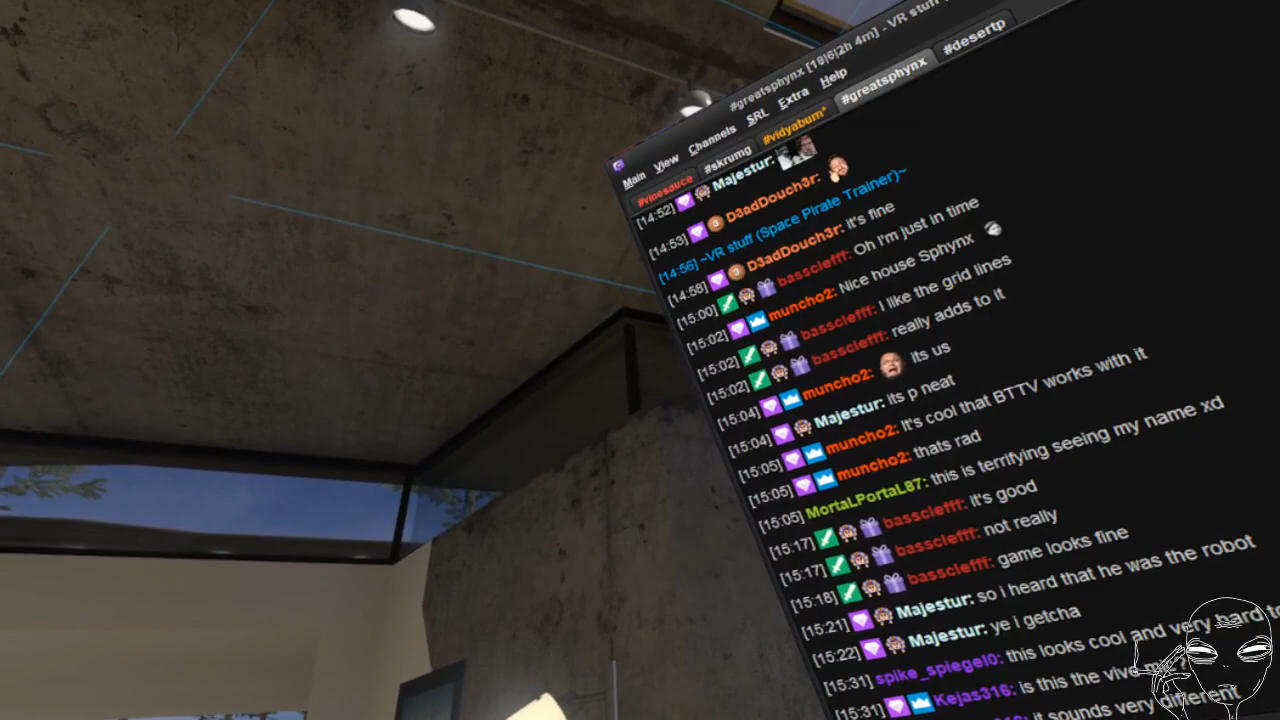 #greatsphynx [18|6|2h 4m] - VR stuff
Main View Channels SRL Extra Help
#vinesauce #skrumg #vidyabum* #greatsphynx #desertp
[14:52] Majestur:
[14:53] D3adDouch3r:
[14:56] ~VR stuff (Space Pirate Trainer)~
[14:58] D3adDouch3r: it's fine
[15:00] bassclefff: Oh I'm just in time
[15:02] muncho2: Nice house Sphynx
[15:02] bassclefff: I like the grid lines
[15:02] bassclefff: really adds to it
[15:04] muncho2: its us
[15:04] Majestur: its p neat
[15:05] muncho2: It's cool that BTTV works with it
[15:05] muncho2: thats rad
[15:05] MortaLPortaL87: this is terrifying seeing my name xd
[15:17] bassclefff: it's good
[15:17] bassclefff: not really
[15:18] bassclefff: game looks fine
[15:21] Majestur: so i heard that he was the robot
[15:22] Majestur: ye i getcha
[15:31] spike_spiegel0: this looks cool and very hard to
[15:31] Kejas316: is this the vive mic?
it sounds very different